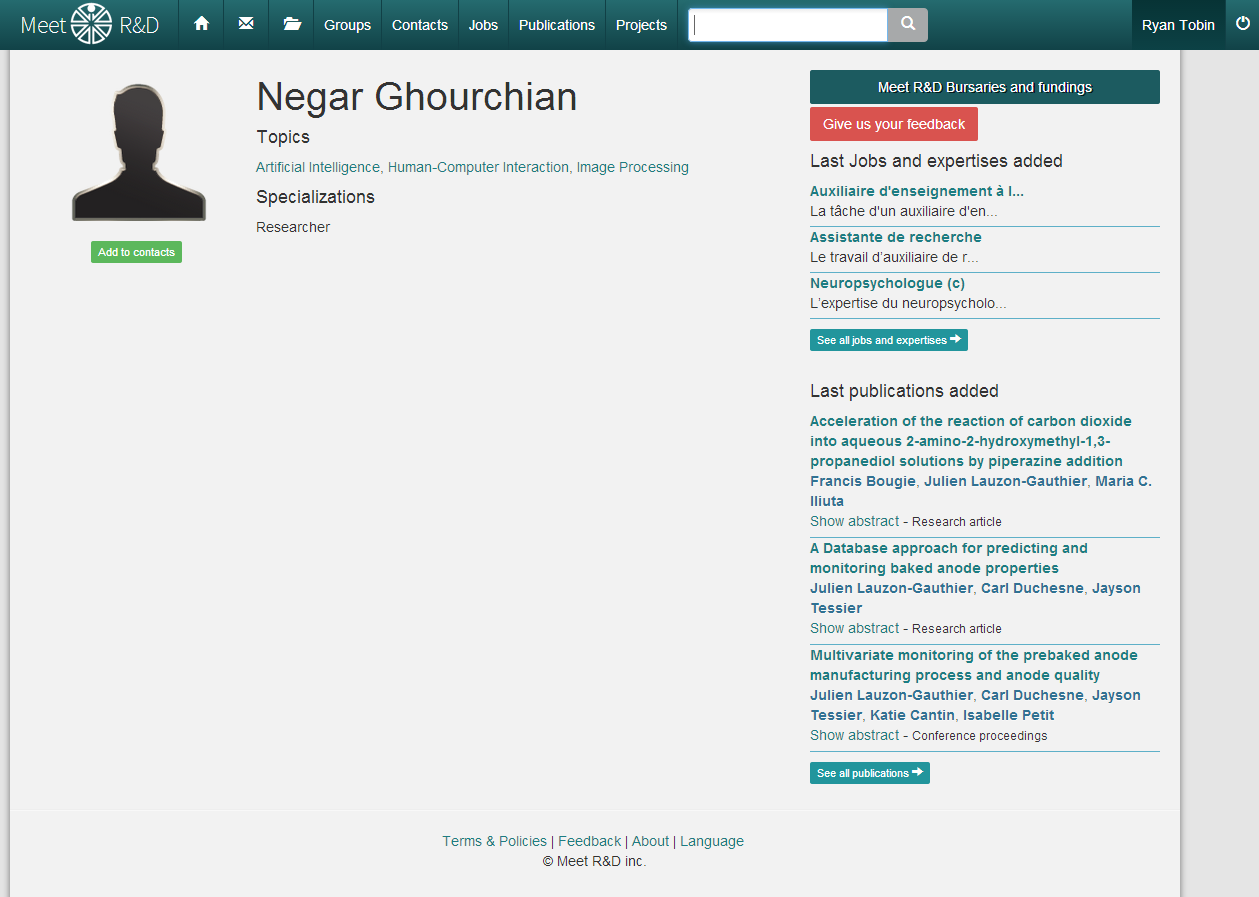 Meet R&D
Groups
Contacts
Jobs
Publications
Projects
Ryan Tobin
Negar Ghourchian
Topics
Artificial Intelligence, Human-Computer Interaction, Image Processing
Specializations
Researcher
Add to contacts
Meet R&D Bursaries and fundings
Give us your feedback
Last Jobs and expertises added
Auxiliaire d'enseignement à l...
La tâche d'un auxiliaire d'en...
Assistante de recherche
Le travail d'auxiliaire de r...
Neuropsychologue (c)
L'expertise du neuropsycholo...
See all jobs and expertises
Last publications added
Acceleration of the reaction of carbon dioxide
into aqueous 2-amino-2-hydroxymethyl-1,3-
propanediol solutions by piperazine addition
Francis Bougie, Julien Lauzon-Gauthier, Maria C.
Iliuta
Show abstract - Research article
A Database approach for predicting and
monitoring baked anode properties
Julien Lauzon-Gauthier, Carl Duchesne, Jayson
Tessier
Show abstract - Research article
Multivariate monitoring of the prebaked anode
manufacturing process and anode quality
Julien Lauzon-Gauthier, Carl Duchesne, Jayson
Tessier, Katie Cantin, Isabelle Petit
Show abstract - Conference proceedings
See all publications
Terms & Policies | Feedback | About | Language
© Meet R&D inc.